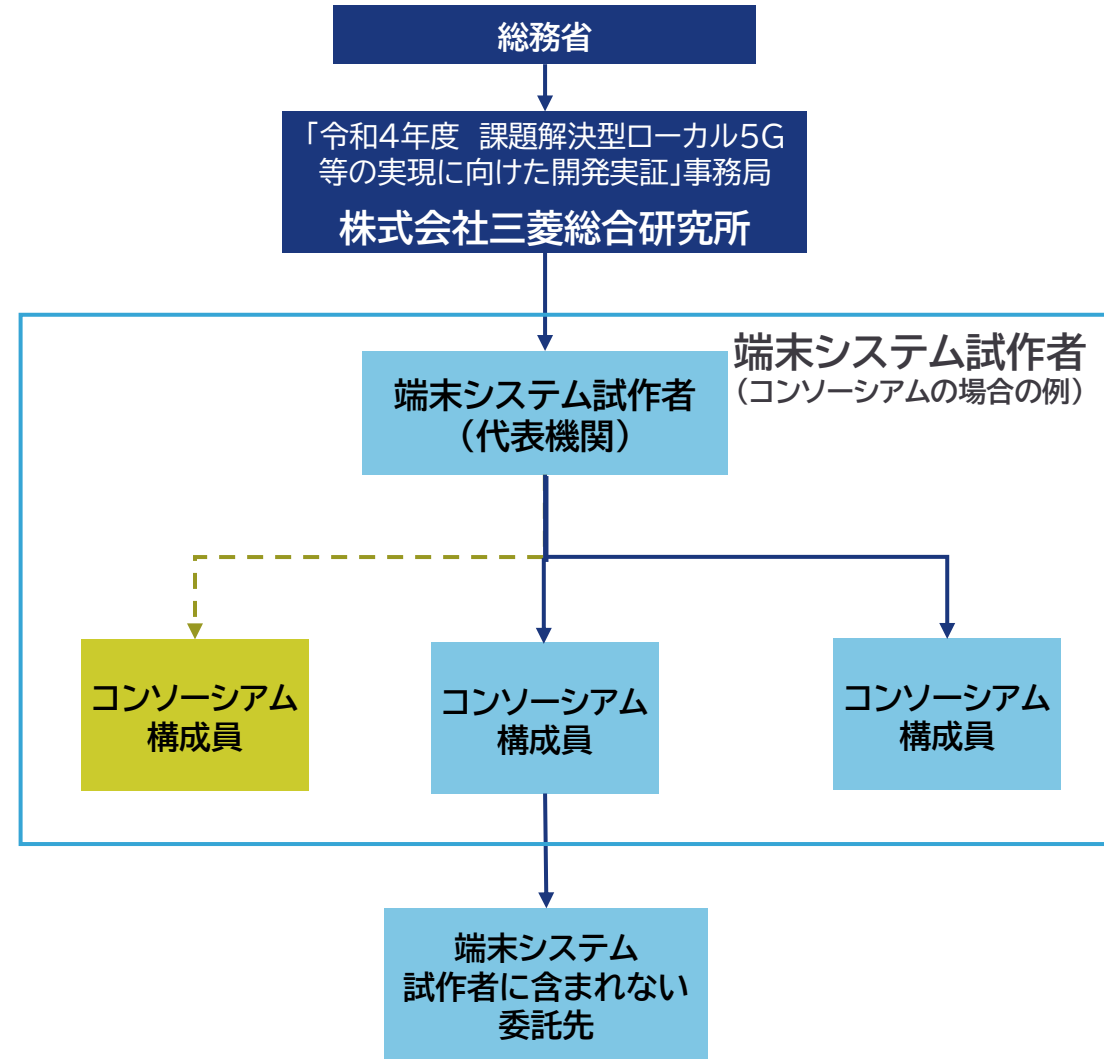 総務省
「令和4年度　課題解決型ローカル5G
等の実現に向けた開発実証」事務局
株式会社三菱総合研究所
端末システム試作者
（コンソーシアムの場合の例）
端末システム試作者
（代表機関）
コンソーシアム
構成員
コンソーシアム
構成員
コンソーシアム
構成員
端末システム
試作者に含まれない
委託先